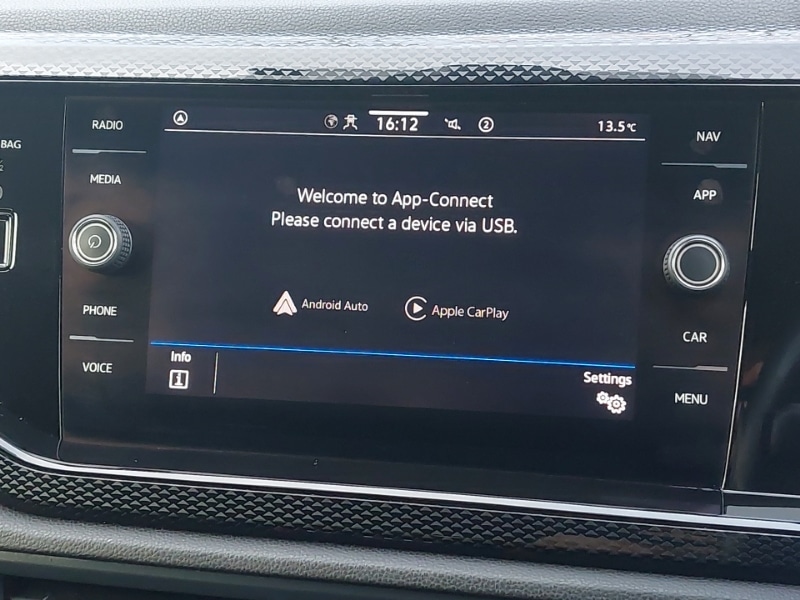 BAG
RADIO
MEDIA
PHONE
VOICE
16:12
2
13.5°C
Welcome to App-Connect
Please connect a device via USB.
Android Auto
Apple CarPlay
Info
Settings
NAV
APP
CAR
MENU